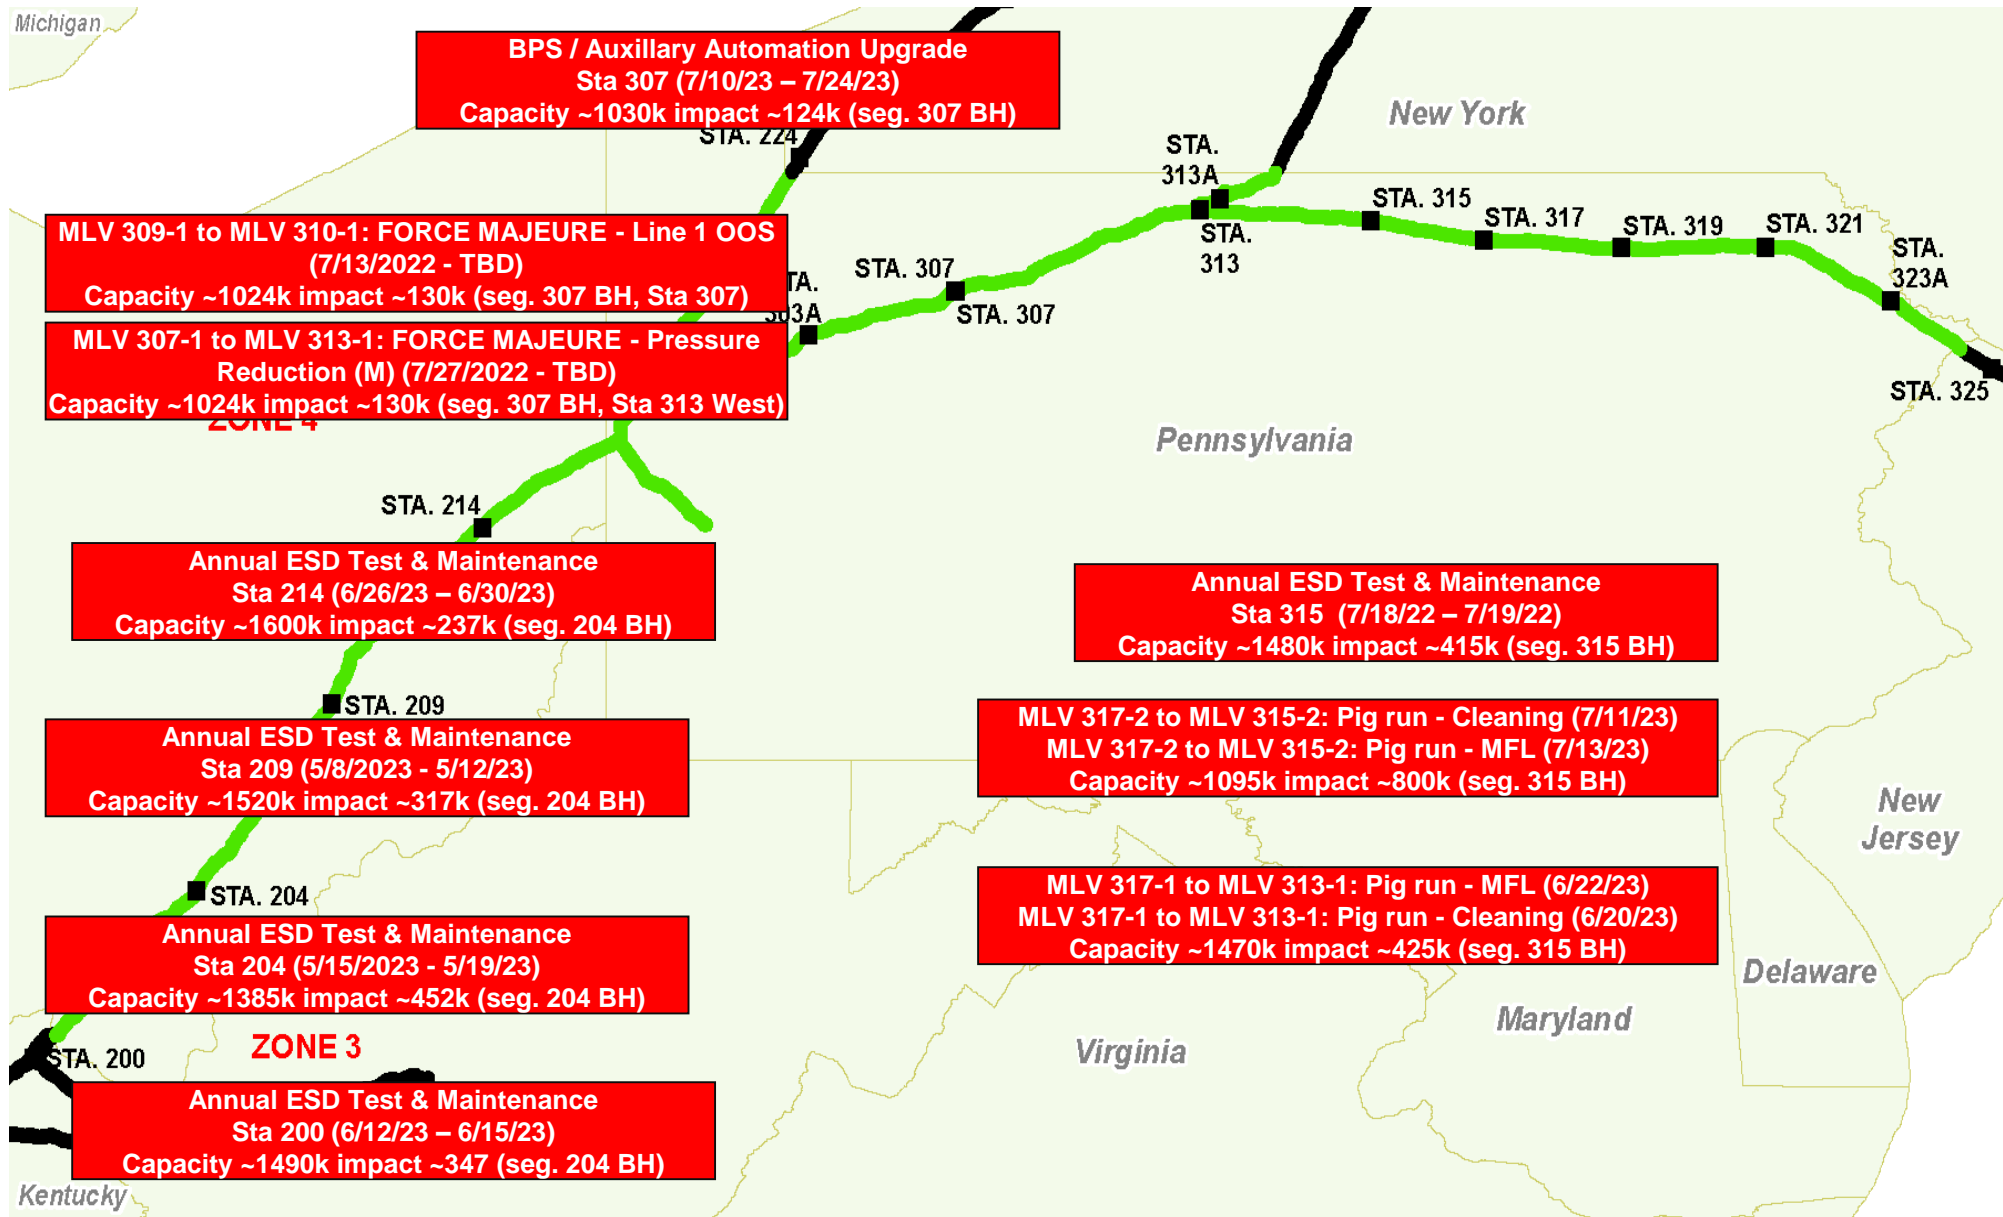 Michigan
BPS / Auxillary Automation Upgrade
Sta 307 (7/10/23 – 7/24/23)
Capacity ~1030k impact ~124k (seg. 307 BH)
STA. 224
New York
STA.
313A
STA. 315
STA. 317
STA. 319
STA. 321
STA.
323A
STA.
313
MLV 309-1 to MLV 310-1: FORCE MAJEURE - Line 1 OOS
(7/13/2022 - TBD)
Capacity ~1024k impact ~130k (seg. 307 BH, Sta 307)
STA. 307
STA. 307
TA.
303A
MLV 307-1 to MLV 313-1: FORCE MAJEURE - Pressure
Reduction (M) (7/27/2022 - TBD)
Capacity ~1024k impact ~130k (seg. 307 BH, Sta 313 West)
STA. 325
ZONE 4
Pennsylvania
STA. 214
Annual ESD Test & Maintenance
Sta 214 (6/26/23 – 6/30/23)
Capacity ~1600k impact ~237k (seg. 204 BH)
Annual ESD Test & Maintenance
Sta 315  (7/18/22 – 7/19/22)
Capacity ~1480k impact ~415k (seg. 315 BH)
STA. 209
Annual ESD Test & Maintenance
Sta 209 (5/8/2023 - 5/12/23)
Capacity ~1520k impact ~317k (seg. 204 BH)
MLV 317-2 to MLV 315-2: Pig run - Cleaning (7/11/23)
MLV 317-2 to MLV 315-2: Pig run - MFL (7/13/23)
Capacity ~1095k impact ~800k (seg. 315 BH)
New
Jersey
STA. 204
Annual ESD Test & Maintenance
Sta 204 (5/15/2023 - 5/19/23)
Capacity ~1385k impact ~452k (seg. 204 BH)
MLV 317-1 to MLV 313-1: Pig run - MFL (6/22/23)
MLV 317-1 to MLV 313-1: Pig run - Cleaning (6/20/23)
Capacity ~1470k impact ~425k (seg. 315 BH)
Delaware
Maryland
Virginia
ZONE 3
STA. 200
Annual ESD Test & Maintenance
Sta 200 (6/12/23 – 6/15/23)
Capacity ~1490k impact ~347 (seg. 204 BH)
Kentucky